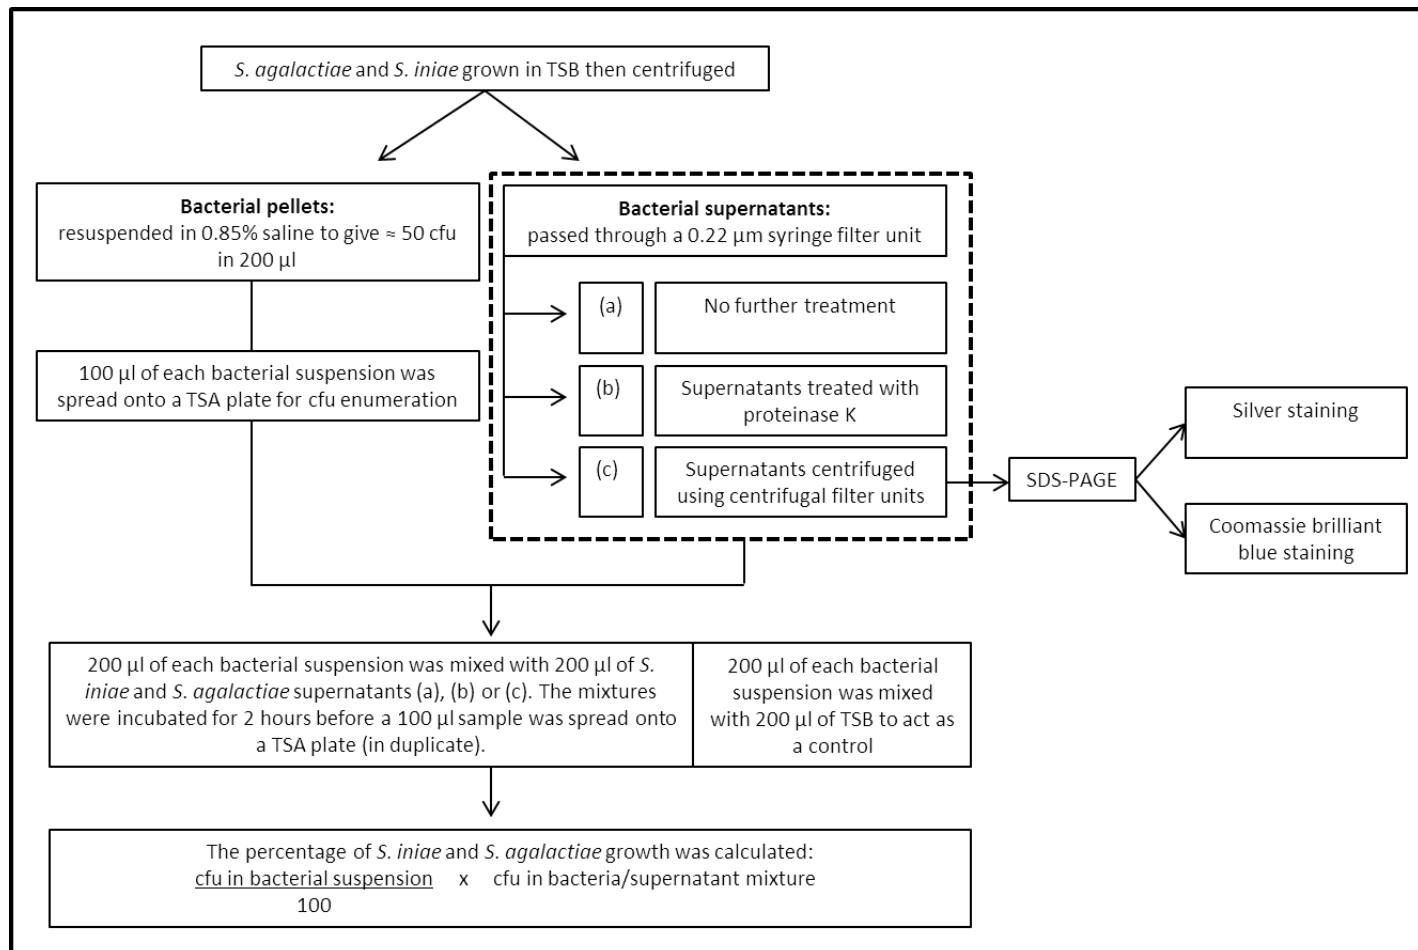 S. agalactiae and S. iniae grown in TSB then centrifuged
Bacterial pellets:
resuspended in 0.85% saline to give ≈ 50 cfu
in 200 µl
100 µl of each bacterial suspension was
spread onto a TSA plate for cfu enumeration
Bacterial supernatants:
passed through a 0.22 µm syringe filter unit
(a)
No further treatment
(b)
Supernatants treated with
proteinase K
(c)
Supernatants centrifuged
using centrifugal filter units
SDS-PAGE
Silver staining
Coomassie brilliant
blue staining
200 µl of each bacterial suspension was mixed with 200 µl of S.
iniae and S. agalactiae supernatants (a), (b) or (c). The mixtures
were incubated for 2 hours before a 100 µl sample was spread onto
a TSA plate (in duplicate).
200 µl of each bacterial
suspension was mixed
with 200 µl of TSB to act as
a control
The percentage of S. iniae and S. agalactiae growth was calculated:
cfu in bacterial suspension x cfu in bacteria/supernatant mixture
100